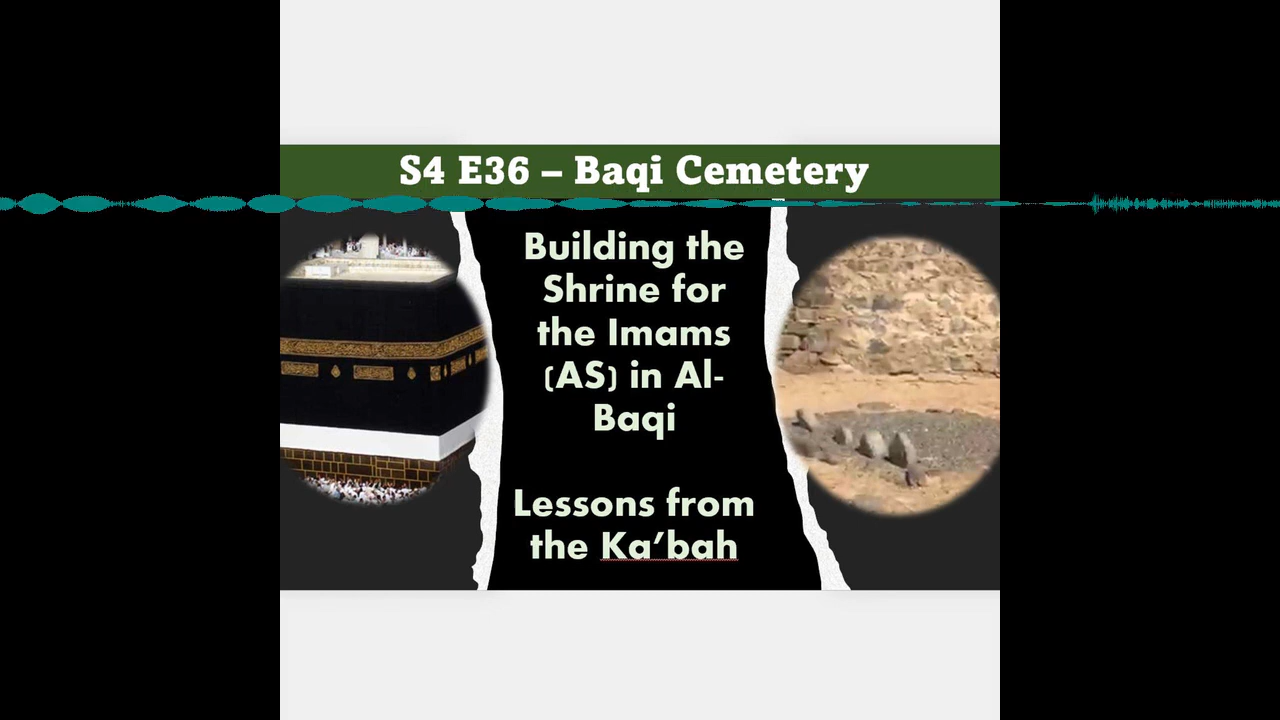 S4 E36 – Baqi Cemetery
Building the
Shrine for
the Imams
(AS) in Al-
Baqi
Lessons from
the Ka’bah